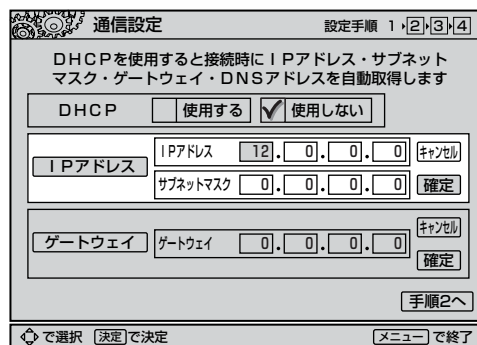 通信設定 設定手順 1 2 3 4
DHCPを使用すると接続時にIPアドレス・サブネット
マスク・ゲートウェイ・DNSアドレスを自動取得します
DHCP 使用する 使用しない
IPアドレス
IPアドレス 12. 0. 0. 0 キャンセル
サブネットマスク 0. 0. 0. 0 確定
ゲートウェイ
ゲートウェイ 0. 0. 0. 0 キャンセル
確定
手順2へ
で選択 決定で決定 メニューで終了